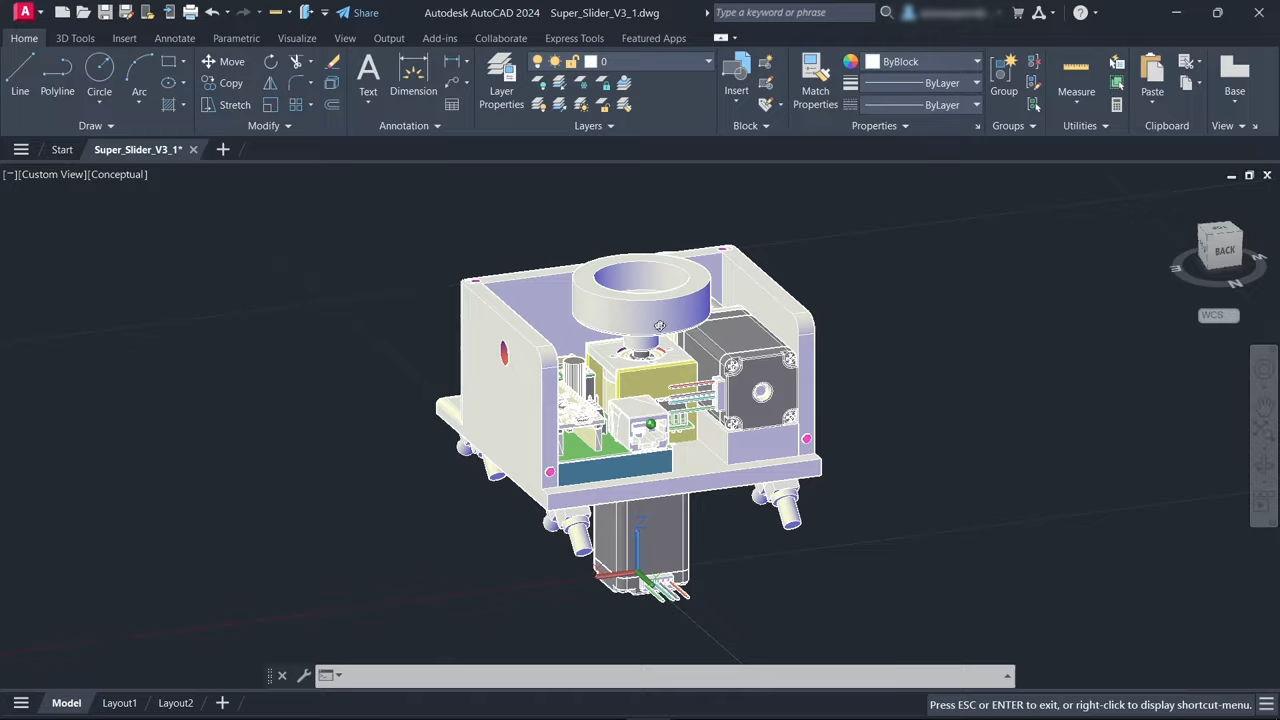 Share
Autodesk AutoCAD 2024
Super_Slider_V3_1.dwg
Type a keyword or phrase
Home
3D Tools
Insert
Annotate
Parametric
Visualize
View
Output
Add-ins
Collaborate
Express Tools
Featured Apps
Line
Polyline
Circle
Arc
Draw
Move
Copy
Stretch
Modify
Text
Dimension
Annotation
Layer
Properties
0
Layers
Insert
Block
Match
Properties
ByBlock
ByLayer
ByLayer
Properties
Group
Groups
Measure
Utilities
Paste
Clipboard
Base
View
Start
Super_Slider_V3_1*
[−][Custom View][Conceptual]
BACK
N
WCS
Model
Layout1
Layout2
Press ESC or ENTER to exit, or right-click to display shortcut-menu.